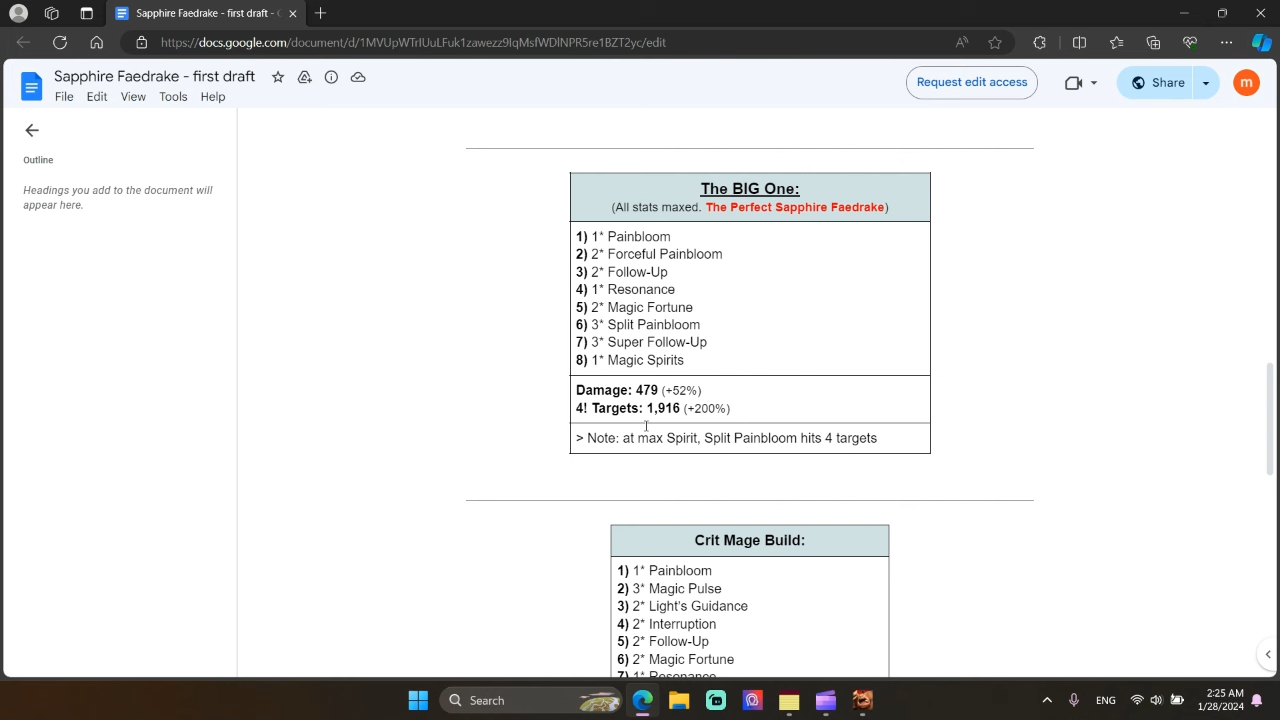 Sapphire Faedrake - first draft - G
https://docs.google.com/document/d/1MVUpWTrIUuLFuk1zawezz9IqMsfWDlNPR5re1BZT2yc/edit
Sapphire Faedrake - first draft
File Edit View Tools Help
Request edit access
Share
m
Outline
Headings you add to the document will
appear here.
The BIG One:
(All stats maxed. The Perfect Sapphire Faedrake)
1) 1* Painbloom
2) 2* Forceful Painbloom
3) 2* Follow-Up
4) 1* Resonance
5) 2* Magic Fortune
6) 3* Split Painbloom
7) 3* Super Follow-Up
8) 1* Magic Spirits
Damage: 479 (+52%)
4! Targets: 1,916 (+200%)
> Note: at max Spirit, Split Painbloom hits 4 targets
Crit Mage Build:
1) 1* Painbloom
2) 3* Magic Pulse
3) 2* Light's Guidance
4) 2* Interruption
5) 2* Follow-Up
6) 2* Magic Fortune
7) 1* Resonance
Search
ENG
2:25 AM
1/28/2024